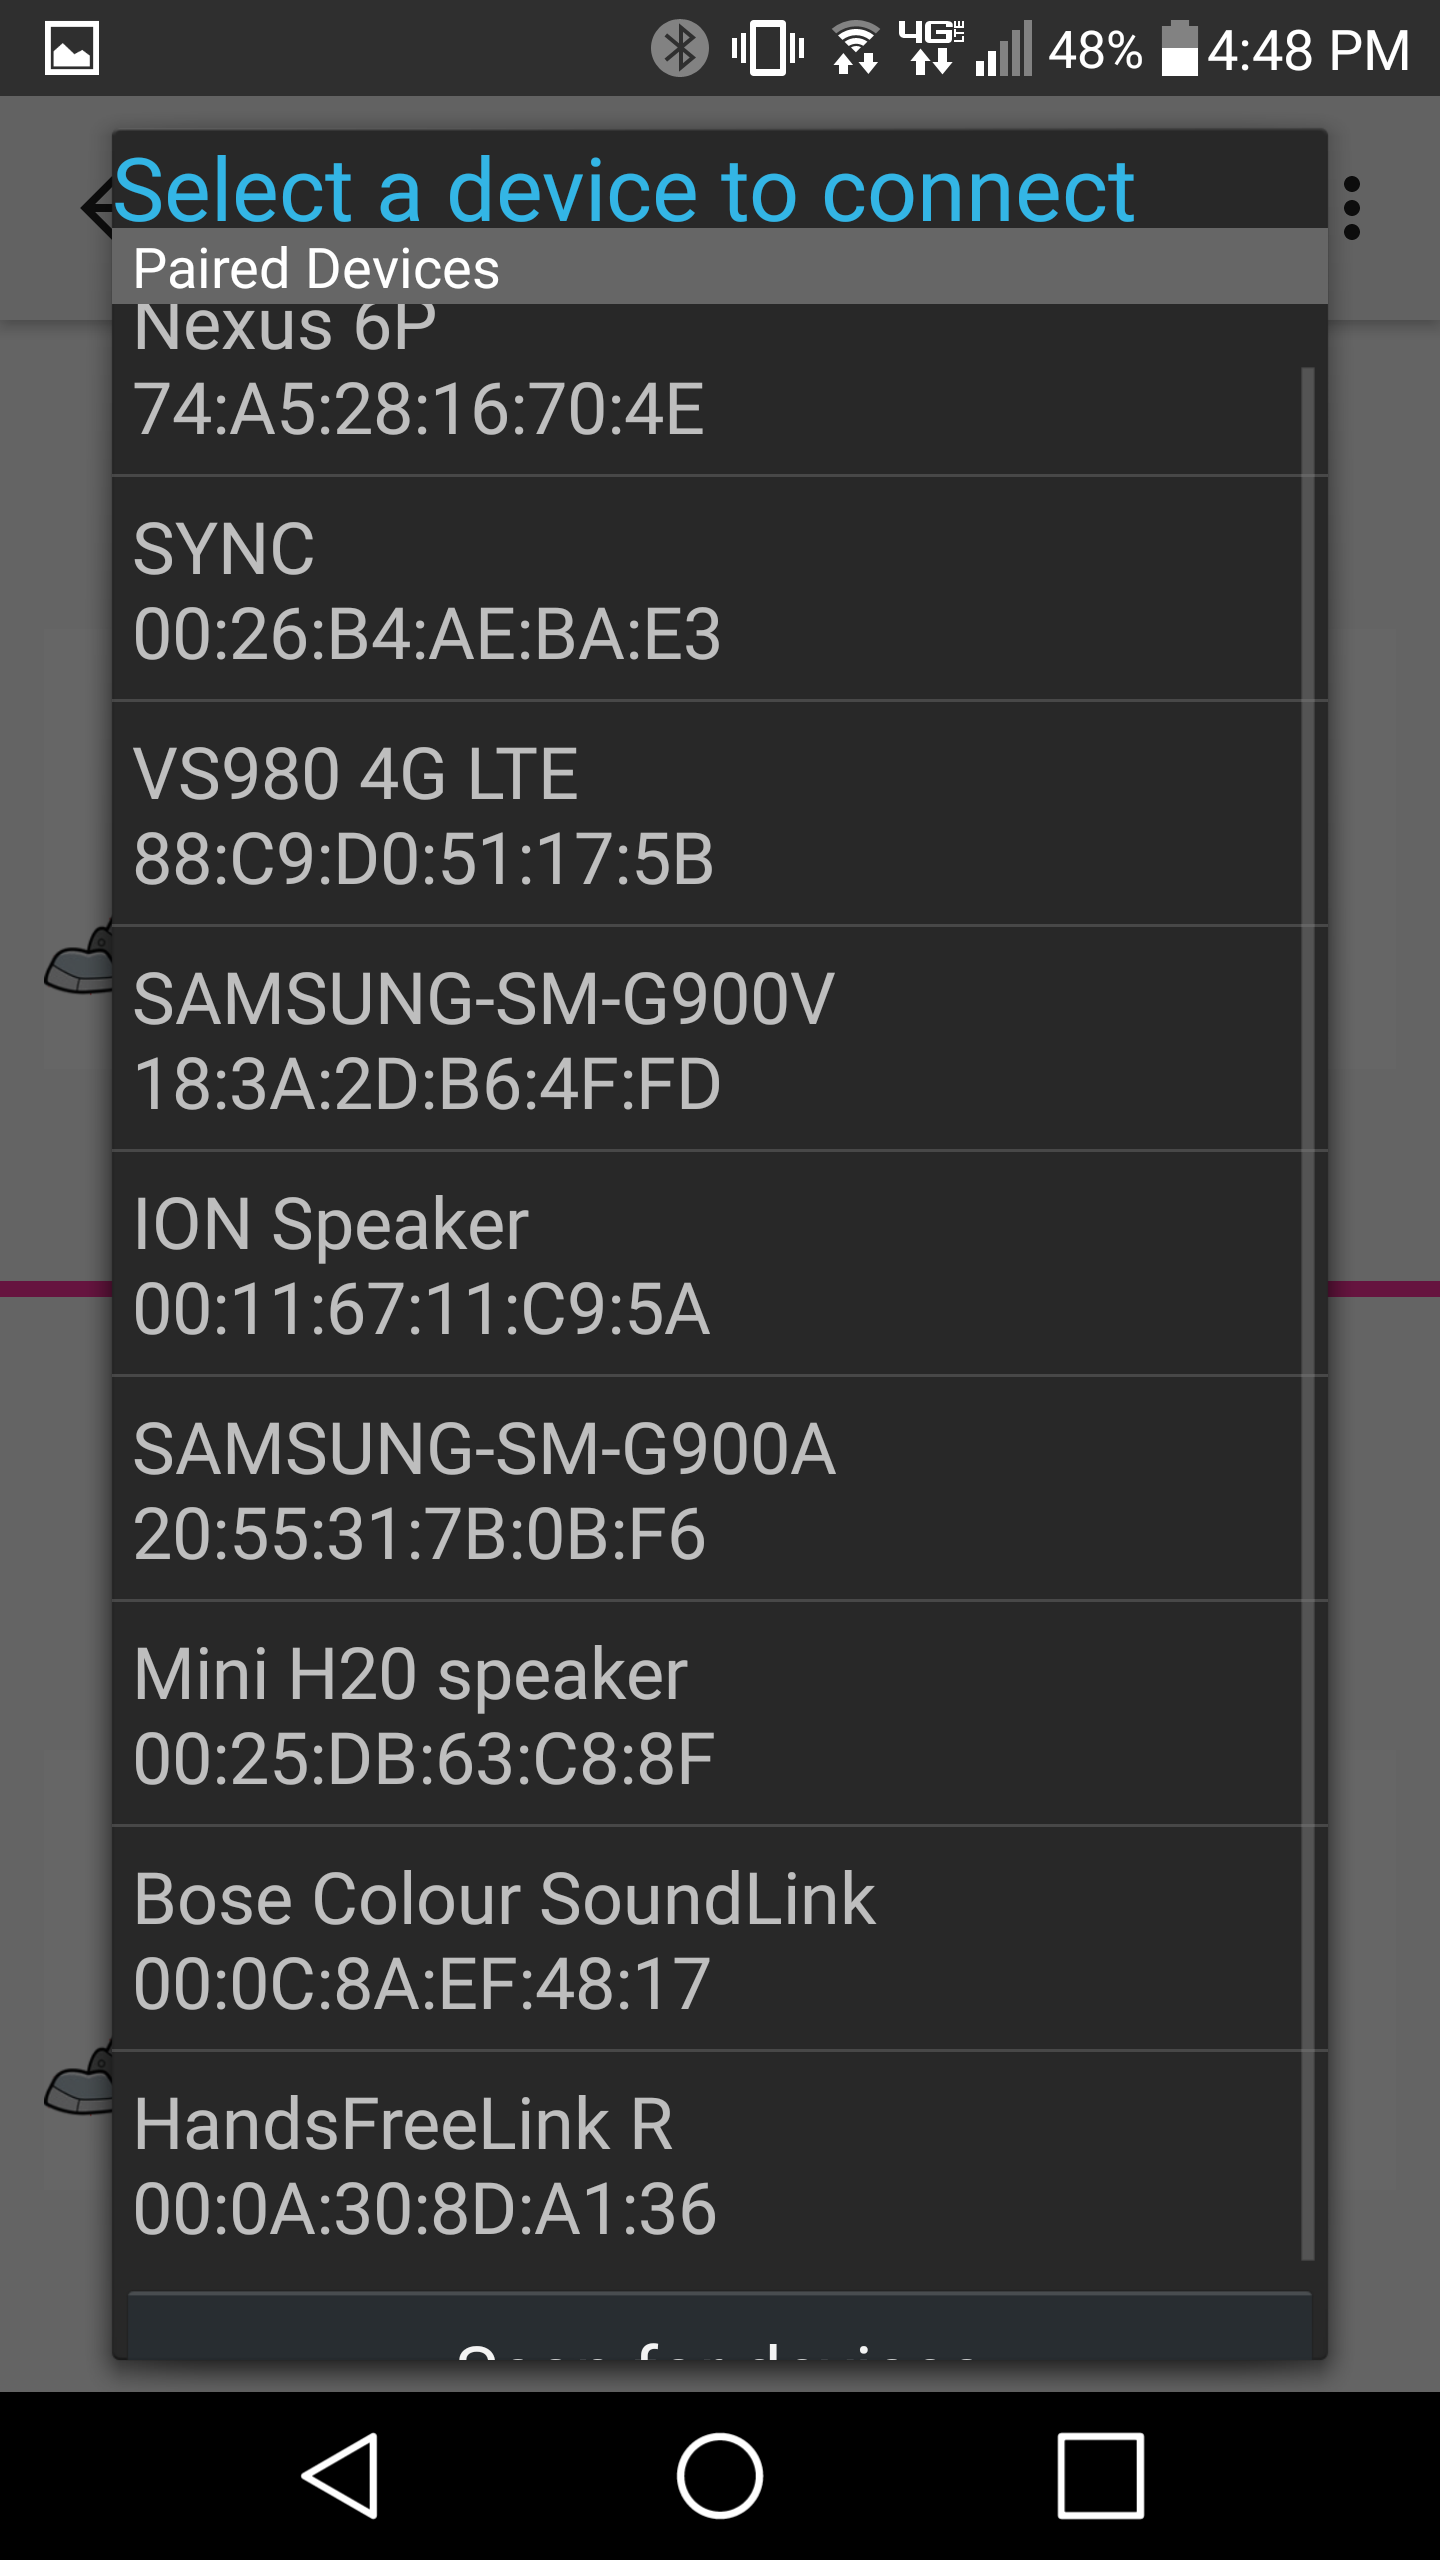 4G LTE 48% 4:48 PM
Select a device to connect
Paired Devices
Nexus 6P
74:A5:28:16:70:4E
SYNC
00:26:B4:AE:BA:E3
VS980 4G LTE
88:C9:D0:51:17:5B
SAMSUNG-SM-G900V
18:3A:2D:B6:4F:FD
ION Speaker
00:11:67:11:C9:5A
SAMSUNG-SM-G900A
20:55:31:7B:0B:F6
Mini H20 speaker
00:25:DB:63:C8:8F
Bose Colour SoundLink
00:0C:8A:EF:48:17
HandsFreeLink R
00:0A:30:8D:A1:36
Scan for devices